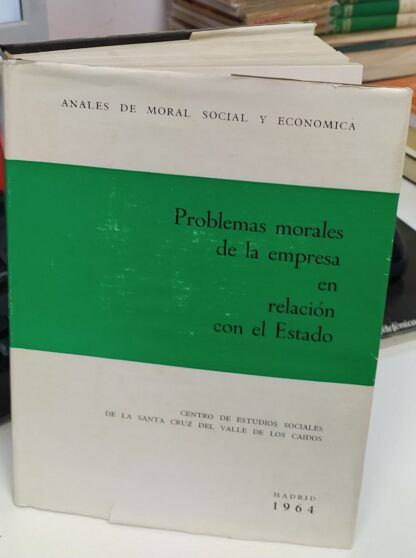 ANALES DE MORAL SOCIAL Y ECONOMICA
Problemas morales
de la empresa
en
relación
con el Estado
CENTRO DE ESTUDIOS SOCIALES
DE LA SANTA CRUZ DEL VALLE DE LOS CAIDOS
MADRID
1964